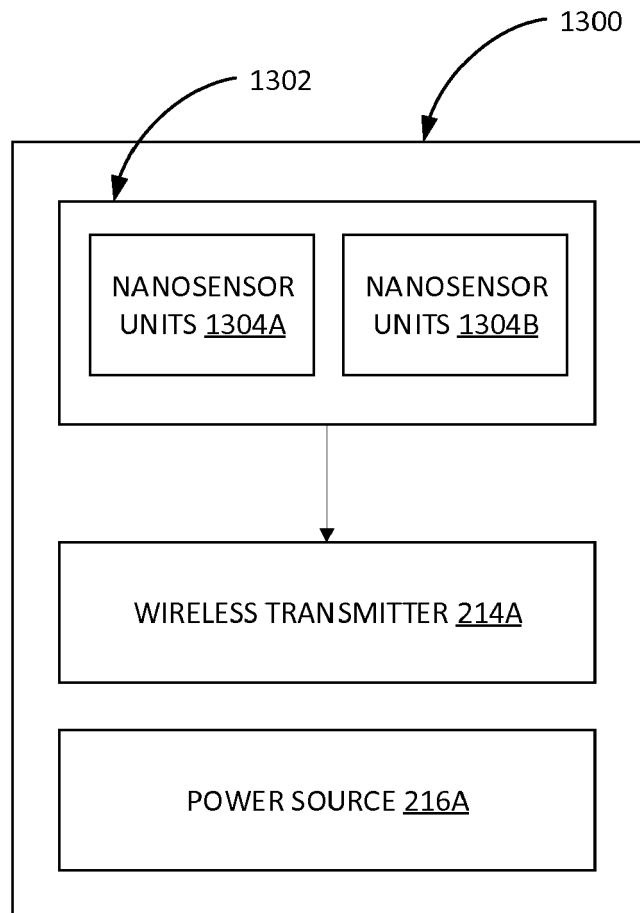 1300
1302
NANOSENSOR
UNITS 1304A
NANOSENSOR
UNITS 1304B
WIRELESS TRANSMITTER 214A
POWER SOURCE 216A